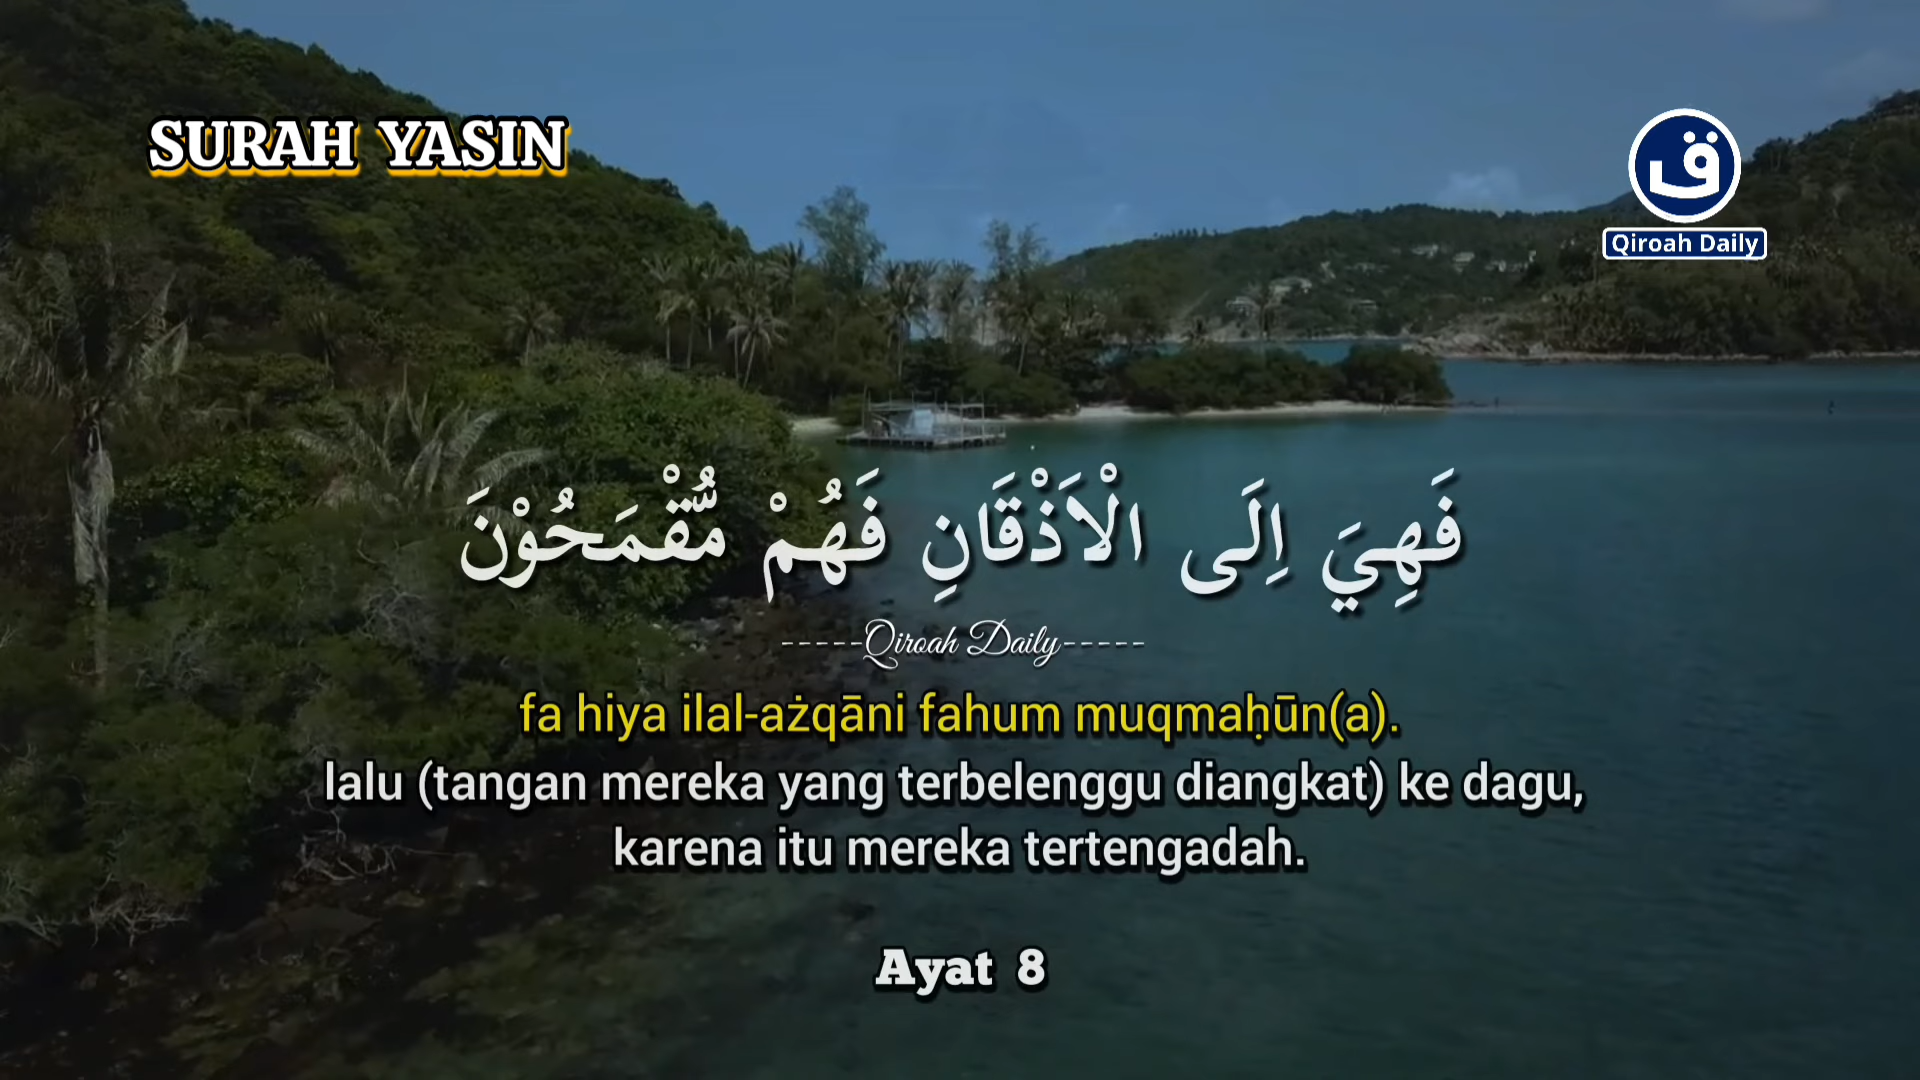 SURAH YASIN
ق
Qiroah Daily
فَهِيَ اِلَى الْاَذْقَانِ فَهُمْ مُّقْمَحُوْنَ
-----Qiroah Daily-----
fa hiya ilal-ażqāni fahum muqmaḥūn(a).
lalu (tangan mereka yang terbelenggu diangkat) ke dagu,
karena itu mereka tertengadah.
Ayat 8